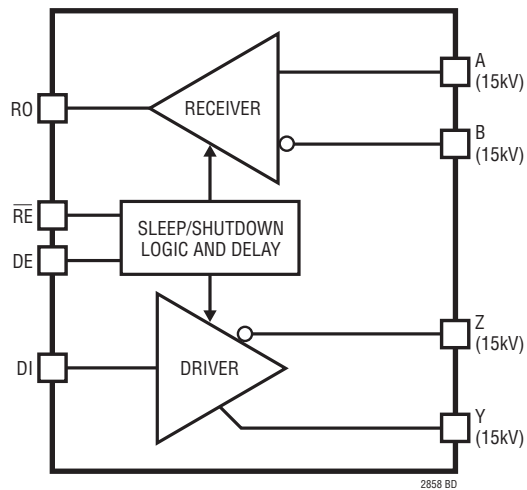 A
(15kV)
RO
RECEIVER
B
(15kV)
RE
SLEEP/SHUTDOWN
LOGIC AND DELAY
DE
Z
(15kV)
DI
DRIVER
Y
(15kV)
2858 BD